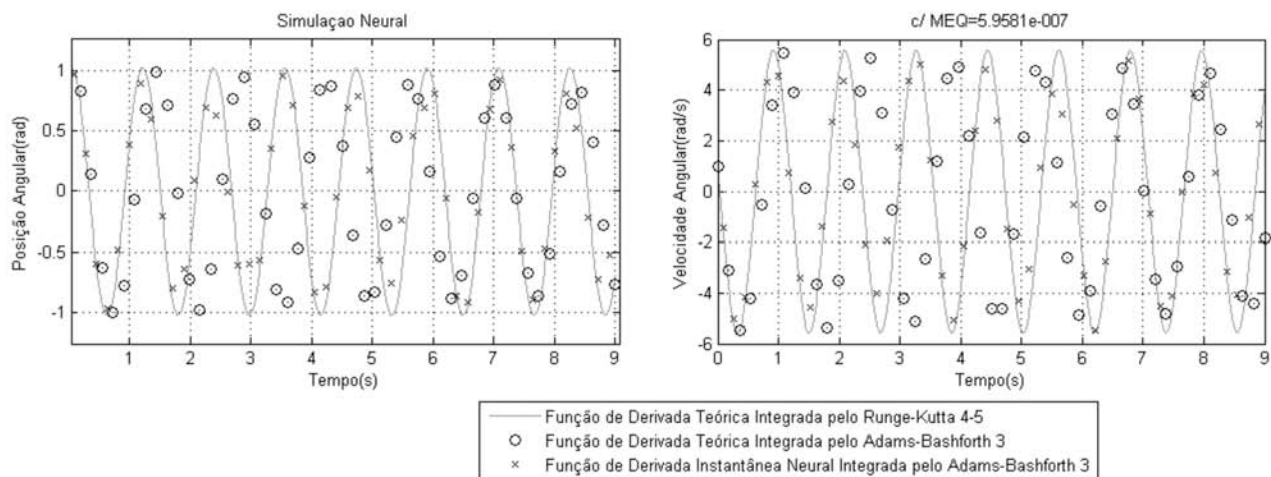 Simulaçao Neural
c/ MEQ=5.9581e-007
Posição Angular(rad)
1
0.5
0
-0.5
-1
1 2 3 4 5 6 7 8 9
Tempo(s)
Velocidade Angular(rad/s)
6
4
2
0
-2
-4
-6
0 1 2 3 4 5 6 7 8 9
Tempo(s)
Função de Derivada Teórica Integrada pelo Runge-Kutta 4-5
Função de Derivada Teórica Integrada pelo Adams-Bashforth 3
Função de Derivada Instantânea Neural Integrada pelo Adams-Bashforth 3